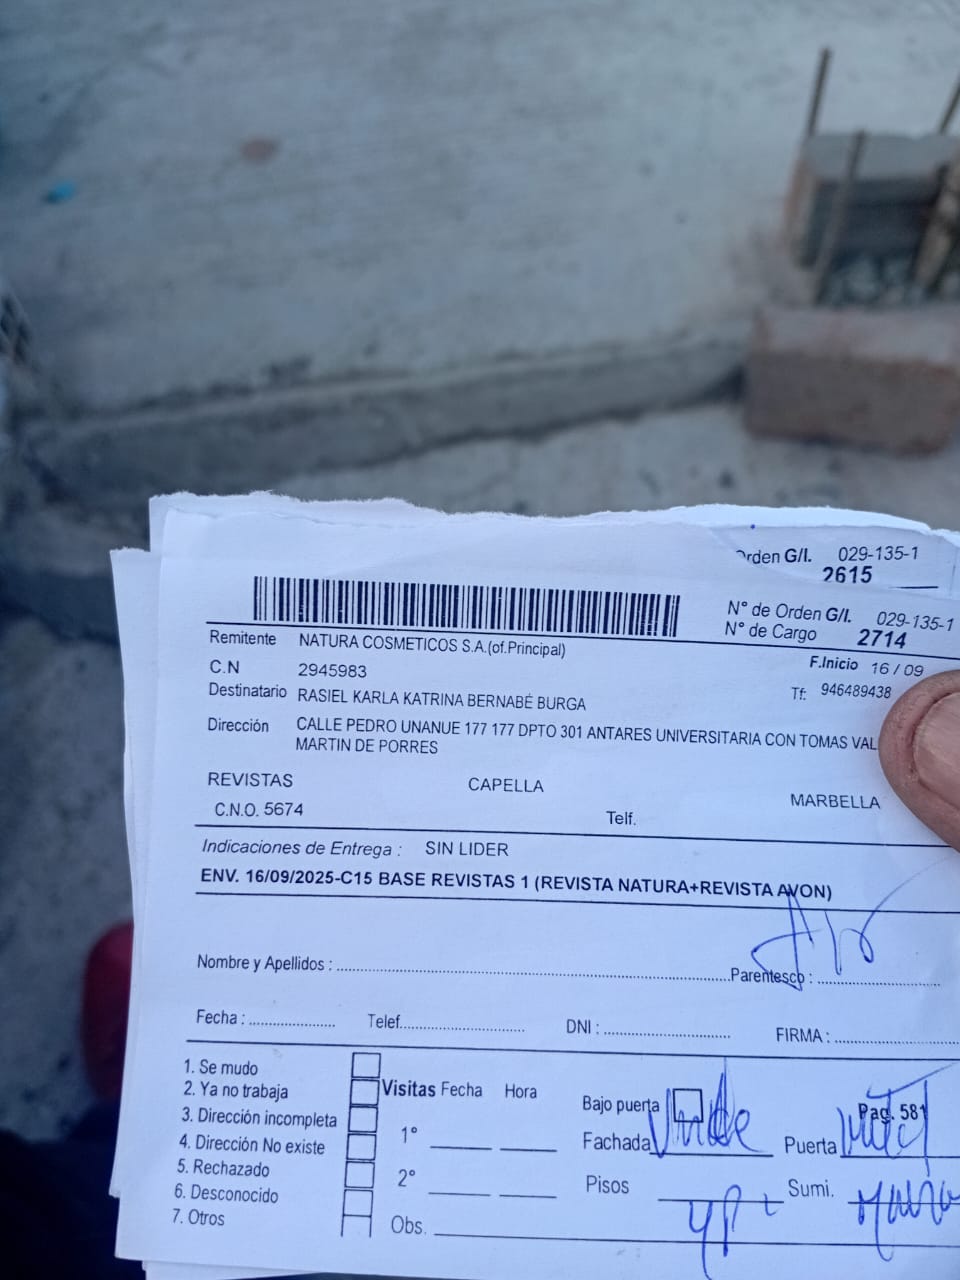 Orden G/I. 029-135-1
2615
N° de Orden G/I. 029-135-1
N° de Cargo 2714
Remitente NATURA COSMETICOS S.A.(of.Principal)
F.Inicio 16 / 09
C.N 2945983
Tf: 946489438
Destinatario RASIEL KARLA KATRINA BERNABÉ BURGA
Dirección CALLE PEDRO UNANUE 177 177 DPTO 301 ANTARES UNIVERSITARIA CON TOMAS VAL
MARTIN DE PORRES
REVISTAS CAPELLA MARBELLA
C.N.O. 5674 Telf.
Indicaciones de Entrega : SIN LIDER
ENV. 16/09/2025-C15 BASE REVISTAS 1 (REVISTA NATURA+REVISTA AVON)
Nombre y Apellidos : Parentesco :
Fecha : Telef. DNI : FIRMA :
1. Se mudo
2. Ya no trabaja
3. Dirección incompleta
4. Dirección No existe
5. Rechazado
6. Desconocido
7. Otros
Visitas Fecha Hora
1°
2°
Obs.
Bajo puerta Pag. 581
Fachada Verde Puerta
Pisos Sumi.